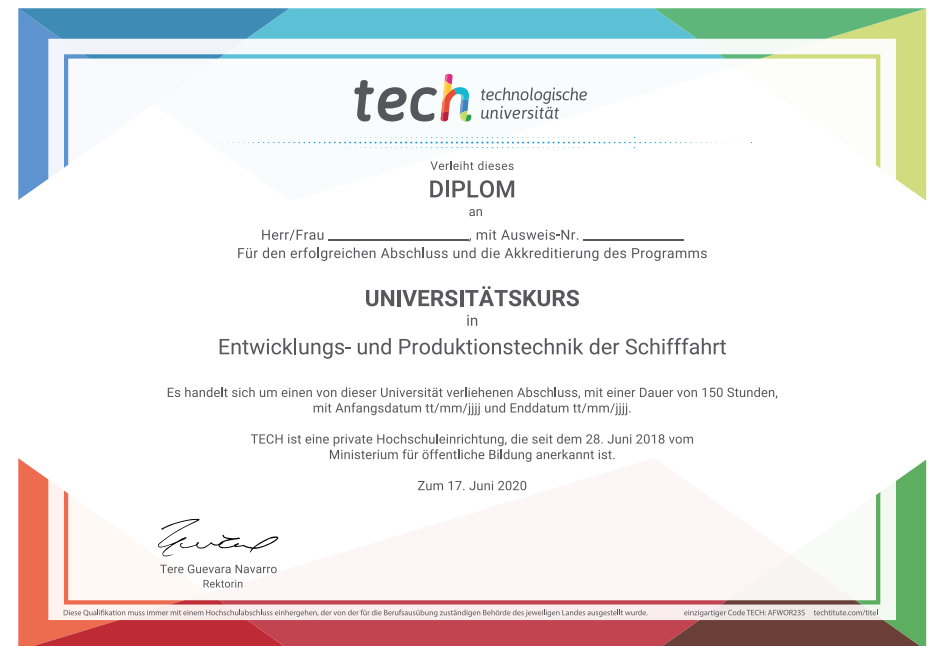 tech technologische
universität
Verleiht dieses
DIPLOM
an
Herr/Frau ____________________, mit Ausweis-Nr. ______________
Für den erfolgreichen Abschluss und die Akkreditierung des Programms
UNIVERSITÄTSKURS
in
Entwicklungs- und Produktionstechnik der Schifffahrt
Es handelt sich um einen von dieser Universität verliehenen Abschluss, mit einer Dauer von 150 Stunden,
mit Anfangsdatum tt/mm/jjjj und Enddatum tt/mm/jjjj.
TECH ist eine private Hochschuleinrichtung, die seit dem 28. Juni 2018 vom
Ministerium für öffentliche Bildung anerkannt ist.
Zum 17. Juni 2020
Tere Guevara Navarro
Rektorin
Diese Qualifikation muss immer mit einem Hochschulabschluss einhergehen, der von der für die Berufsausübung zuständigen Behörde des jeweiligen Landes ausgestellt wurde. einzigartiger Code TECH: AFWOR23S techtitute.com/titel